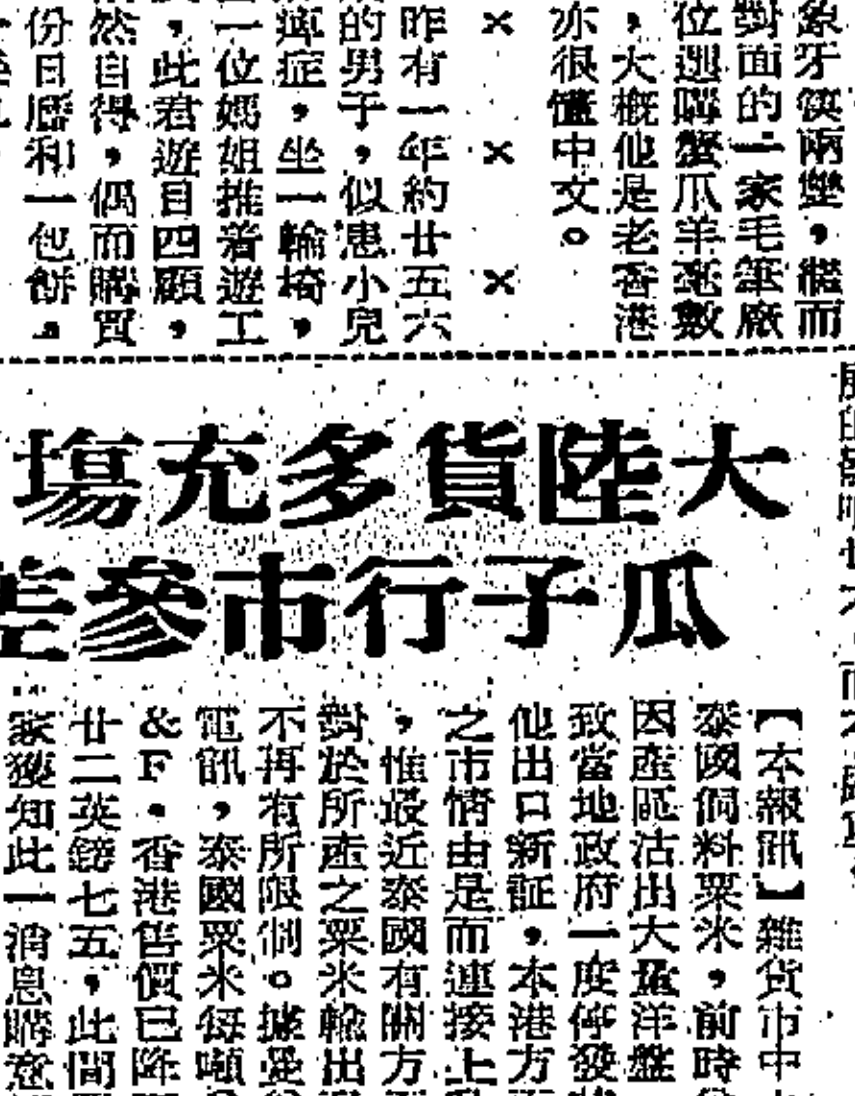 象牙筷兩雙，繼而
對面的一家毛筆廠
位選購蟹爪羊毫數
，大概他是老香港
亦很懂中文。
×××
昨有一年約廿五六
的男子，似患小兒
痺症，坐一輪椅，
一位媽姐推着遊工
，此君遊目四顧，
然自得，偶而購買
份日曆和一包餅。
大陸貨多充塲
瓜子行市參差
【本報訊】雜貨市中
泰國伺料粟米，前時
因產區沽出大量洋盤
致當地政府一度停發
他出口新証，本港方
之市情由是而連接上
，惟最近泰國有關方
對於所產之粟米輸出
不再有所限制。據
電訊，泰國粟米每噸
&F，香港售價已降
廿二英鎊七五，此間
家獲知此一消息購意